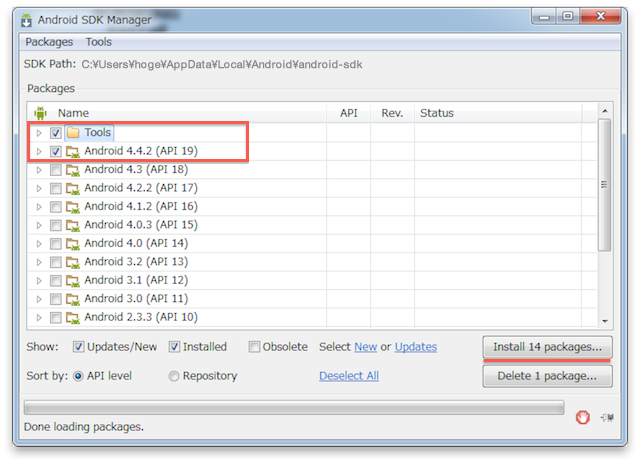 Android SDK Manager
Packages Tools
SDK Path: C:¥Users¥hoge¥AppData¥Local¥Android¥android-sdk
Packages
Name API Rev. Status
Tools
Android 4.4.2 (API 19)
Android 4.3 (API 18)
Android 4.2.2 (API 17)
Android 4.1.2 (API 16)
Android 4.0.3 (API 15)
Android 4.0 (API 14)
Android 3.2 (API 13)
Android 3.1 (API 12)
Android 3.0 (API 11)
Android 2.3.3 (API 10)
Show: Updates/New Installed Obsolete Select New or Updates Install 14 packages...
Sort by: API level Repository Deselect All Delete 1 package...
Done loading packages.